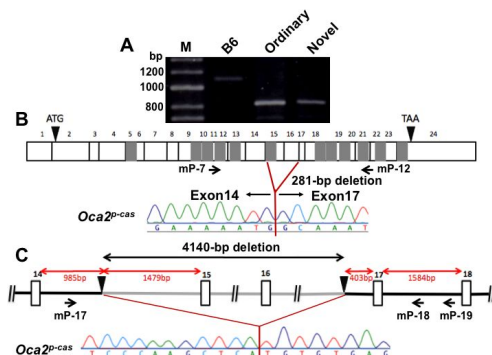 A
M B6 Ordinary Novel
bp
1200
1000
800
B
ATG TAA
1 2 3 4 5 6 7 8 9 10 11 12 13 14 15 16 17 18 19 20 21 22 23 24
mP-7 mP-12
281-bp deletion
Exon14 Exon17
Oca2p-cas
G A A A A A T G G C A A A T
C
4140-bp deletion
14 985bp 1479bp 15 16 403bp 17 1584bp 18
mP-17 mP-18 mP-19
Oca2p-cas
T C C C A A G C T C A T G T G T G A G